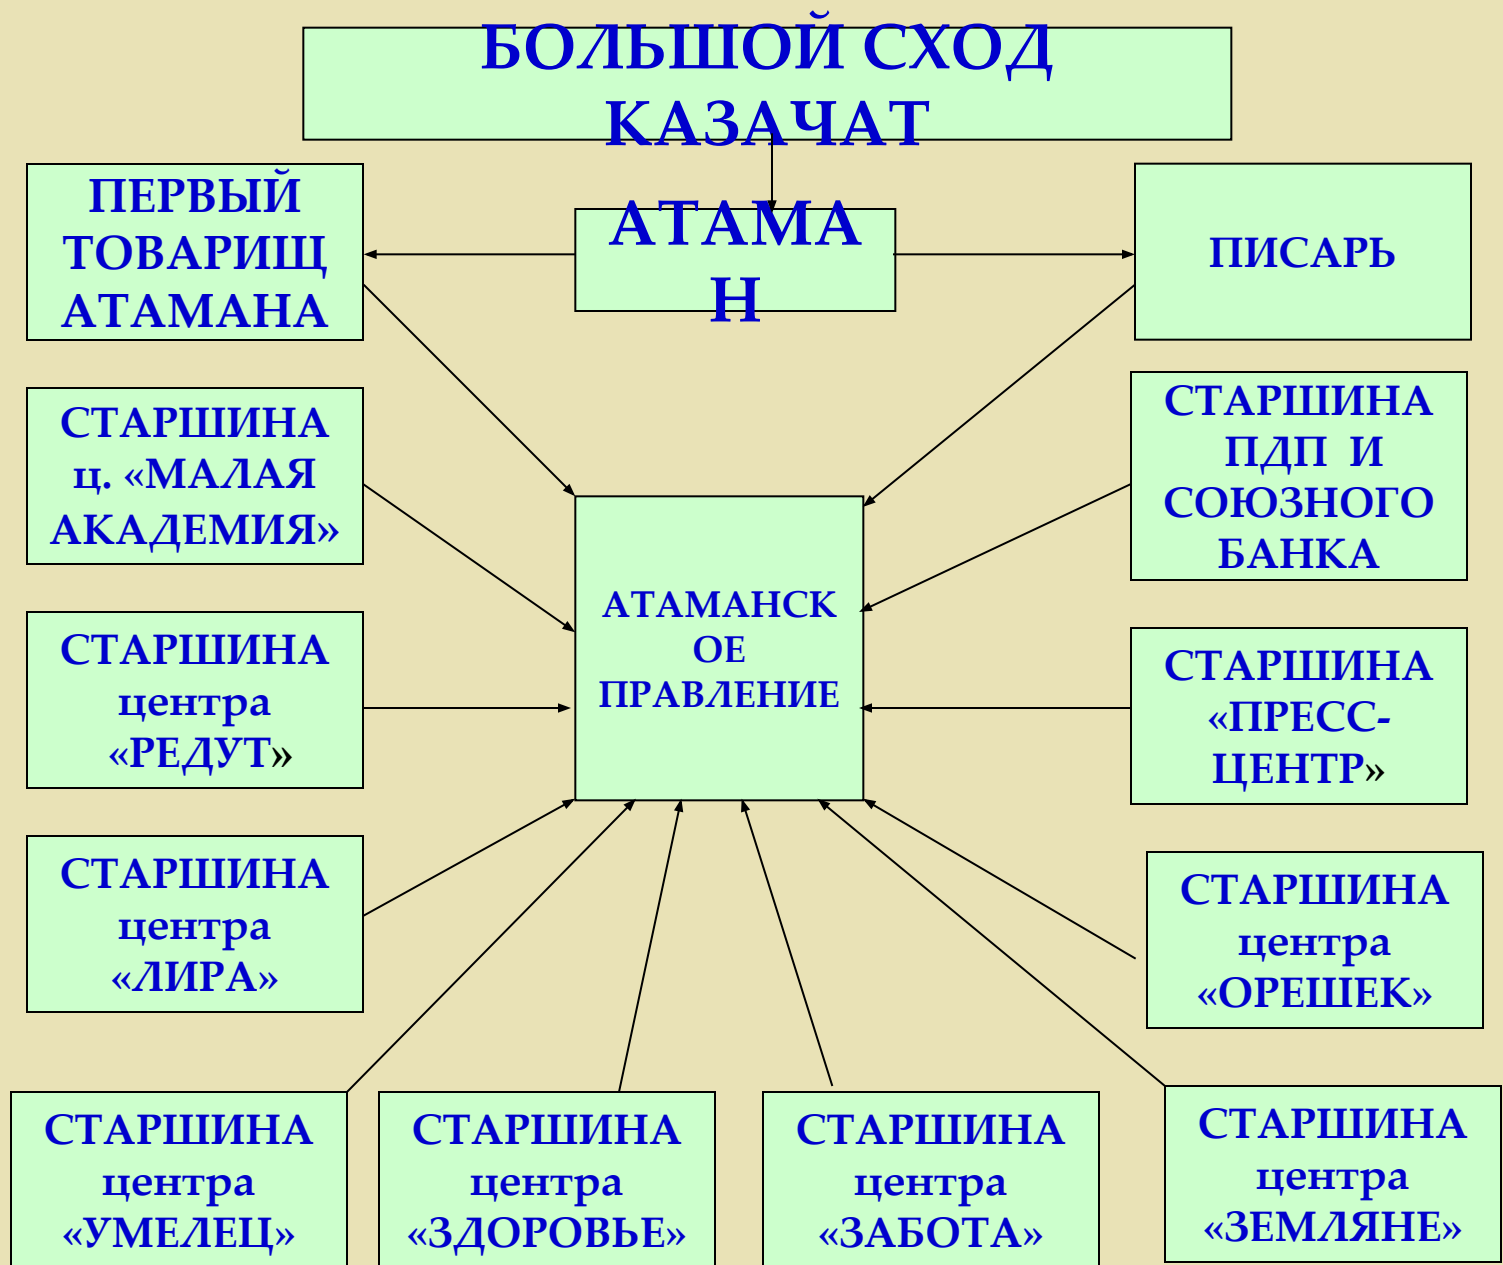 БОЛЬШОЙ СХОД
КАЗАЧАТ
ПЕРВЫЙ
ТОВАРИЩ
АТАМАНА
АТАМА
Н
ПИСАРЬ
СТАРШИНА
ц. «МАЛАЯ
АКАДЕМИЯ»
СТАРШИНА
ПДП И
СОЮЗНОГО
БАНКА
АТАМАНСК
ОЕ
ПРАВЛЕНИЕ
СТАРШИНА
центра
«РЕДУТ»
СТАРШИНА
«ПРЕСС-
ЦЕНТР»
СТАРШИНА
центра
«ЛИРА»
СТАРШИНА
центра
«ОРЕШЕК»
СТАРШИНА
центра
«УМЕЛЕЦ»
СТАРШИНА
центра
«ЗДОРОВЬЕ»
СТАРШИНА
центра
«ЗАБОТА»
СТАРШИНА
центра
«ЗЕМЛЯНЕ»